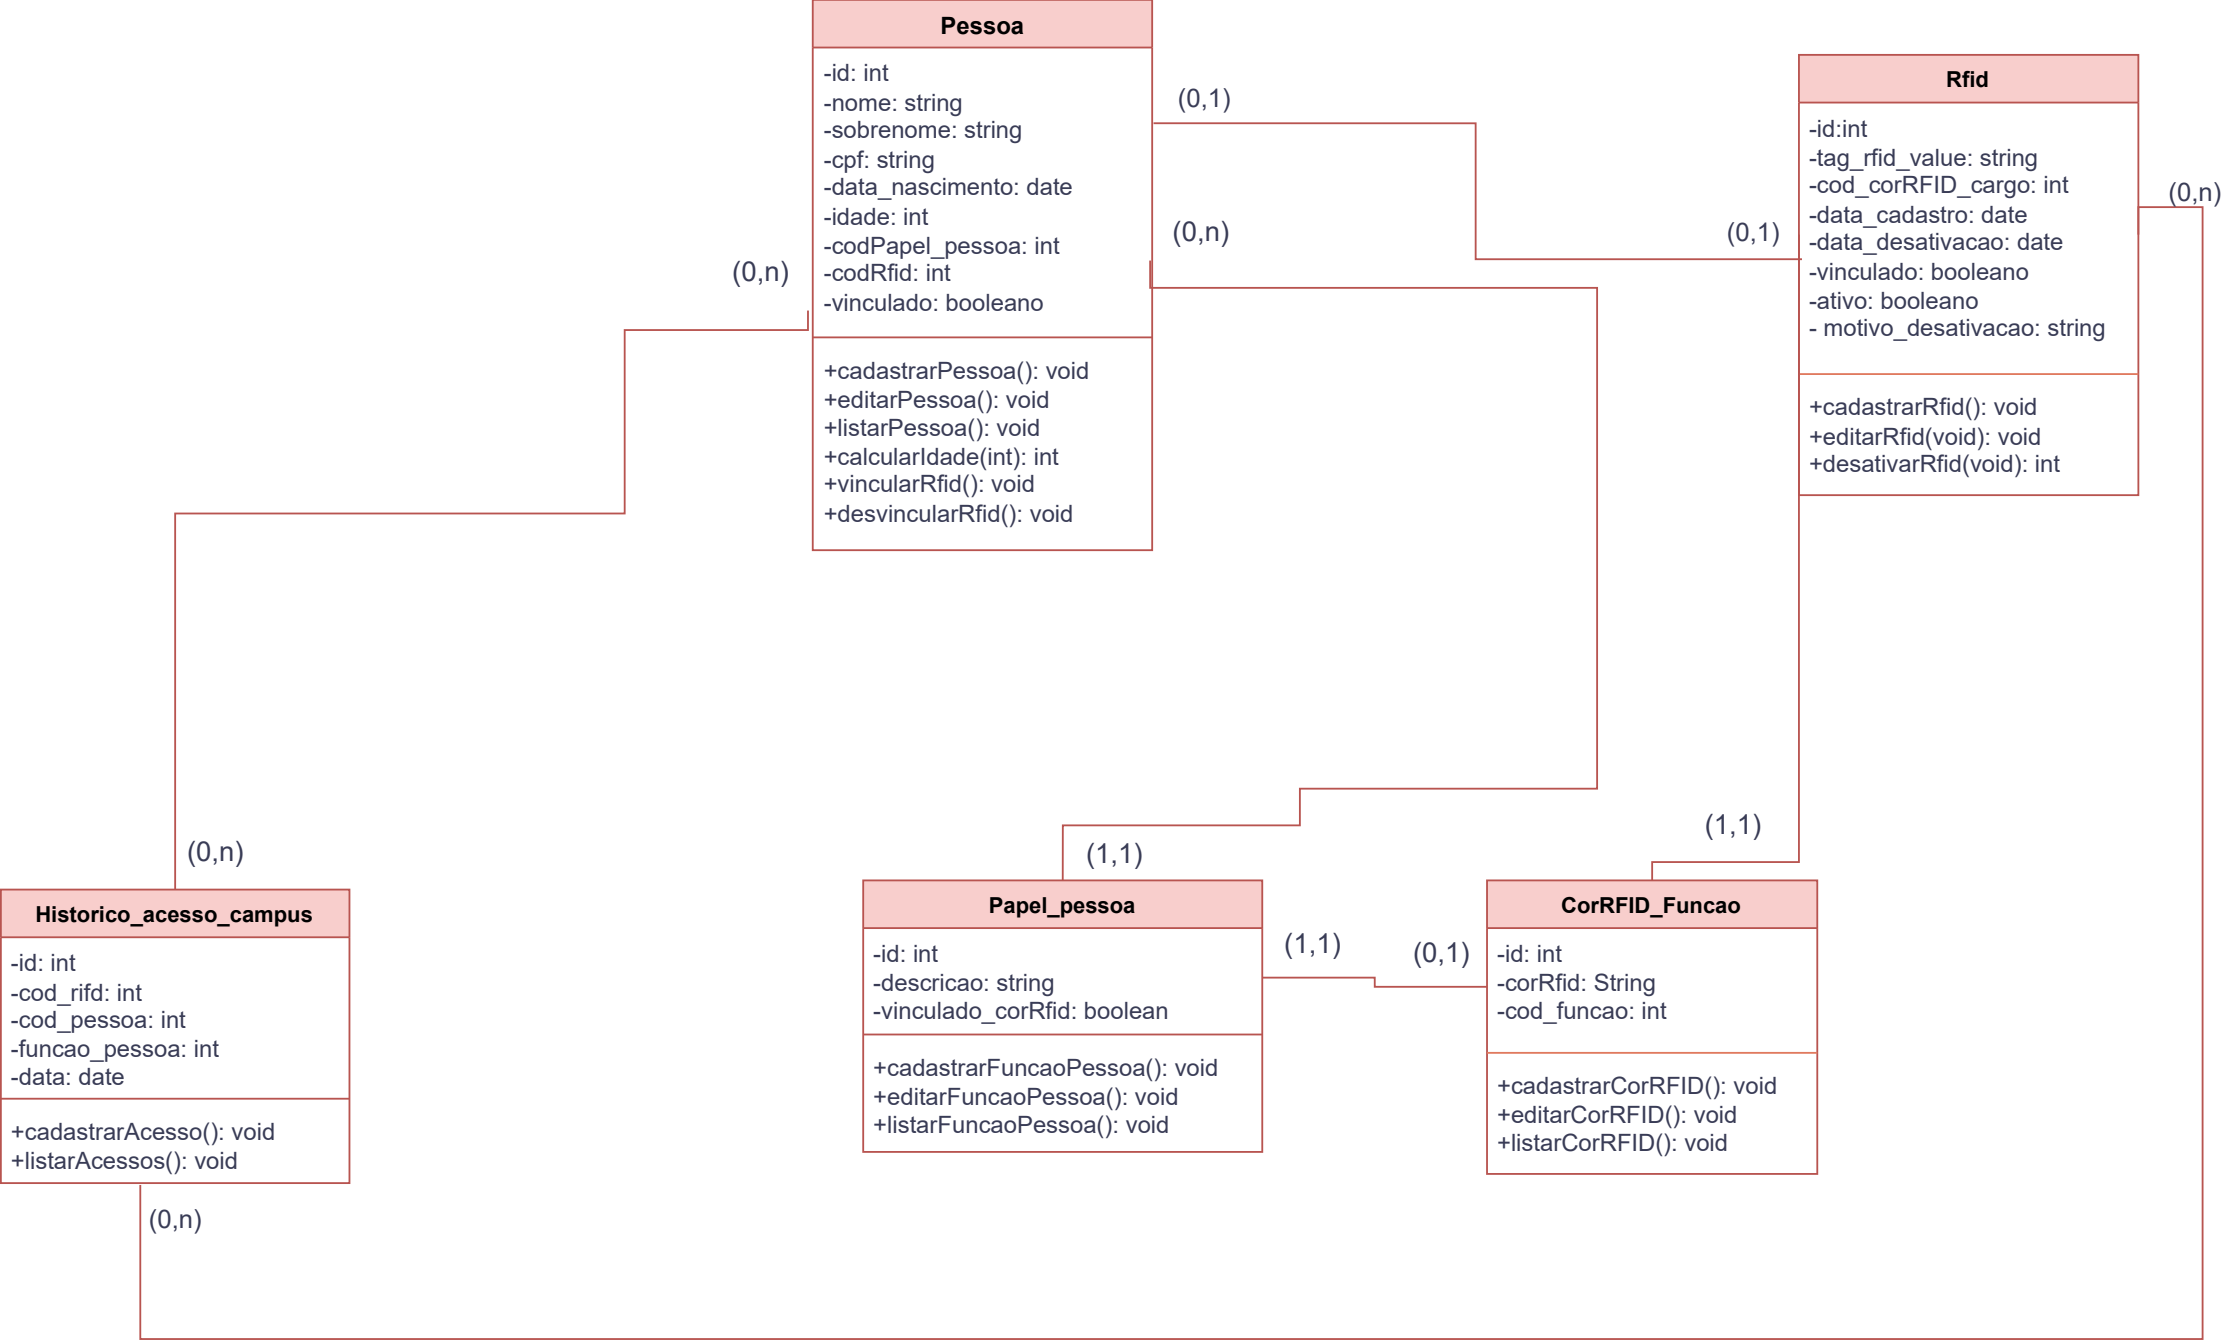 Pessoa
-id: int
-nome: string
-sobrenome: string
-cpf: string
-data_nascimento: date
-idade: int
-codPapel_pessoa: int
-codRfid: int
-vinculado: booleano
+cadastrarPessoa(): void
+editarPessoa(): void
+listarPessoa(): void
+calcularIdade(int): int
+vincularRfid(): void
+desvincularRfid(): void
(0,1)
(0,n)
(0,n)
(0,1)
Rfid
-id:int
-tag_rfid_value: string
-cod_corRFID_cargo: int
-data_cadastro: date
-data_desativacao: date
-vinculado: booleano
-ativo: booleano
- motivo_desativacao: string
+cadastrarRfid(): void
+editarRfid(void): void
+desativarRfid(void): int
(0,n)
(0,n)
Historico_acesso_campus
-id: int
-cod_rifd: int
-cod_pessoa: int
-funcao_pessoa: int
-data: date
+cadastrarAcesso(): void
+listarAcessos(): void
(0,n)
(1,1)
Papel_pessoa
-id: int
-descricao: string
-vinculado_corRfid: boolean
+cadastrarFuncaoPessoa(): void
+editarFuncaoPessoa(): void
+listarFuncaoPessoa(): void
(1,1)
(0,1)
(1,1)
CorRFID_Funcao
-id: int
-corRfid: String
-cod_funcao: int
+cadastrarCorRFID(): void
+editarCorRFID(): void
+listarCorRFID(): void